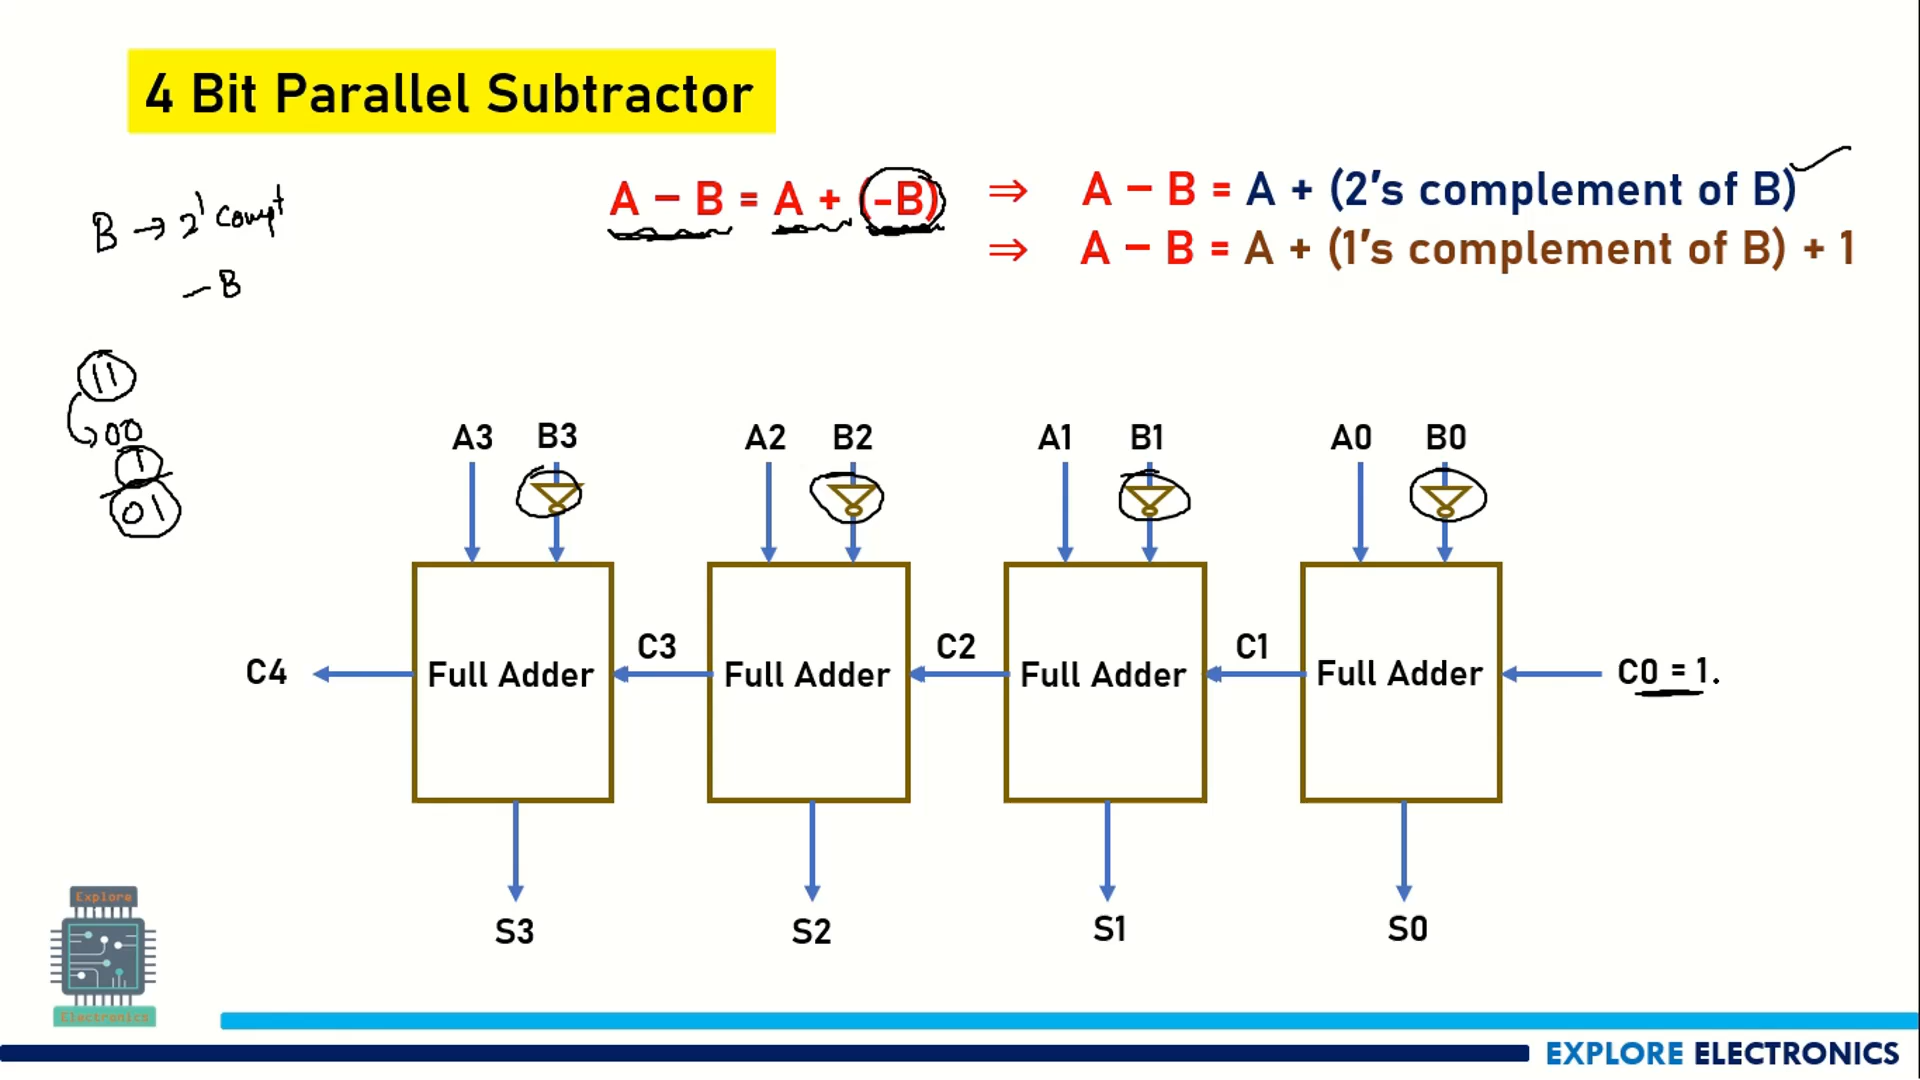 4 Bit Parallel Subtractor
A − B = A + (-B) ⇒ A − B = A + (2's complement of B)
⇒ A − B = A + (1's complement of B) + 1
B → 2' Compt
− B
11
00
1
01
A3 B3 A2 B2 A1 B1 A0 B0
C4 Full Adder C3 Full Adder C2 Full Adder C1 Full Adder C0 = 1.
S3 S2 S1 S0
Explore
Electronics
EXPLORE ELECTRONICS